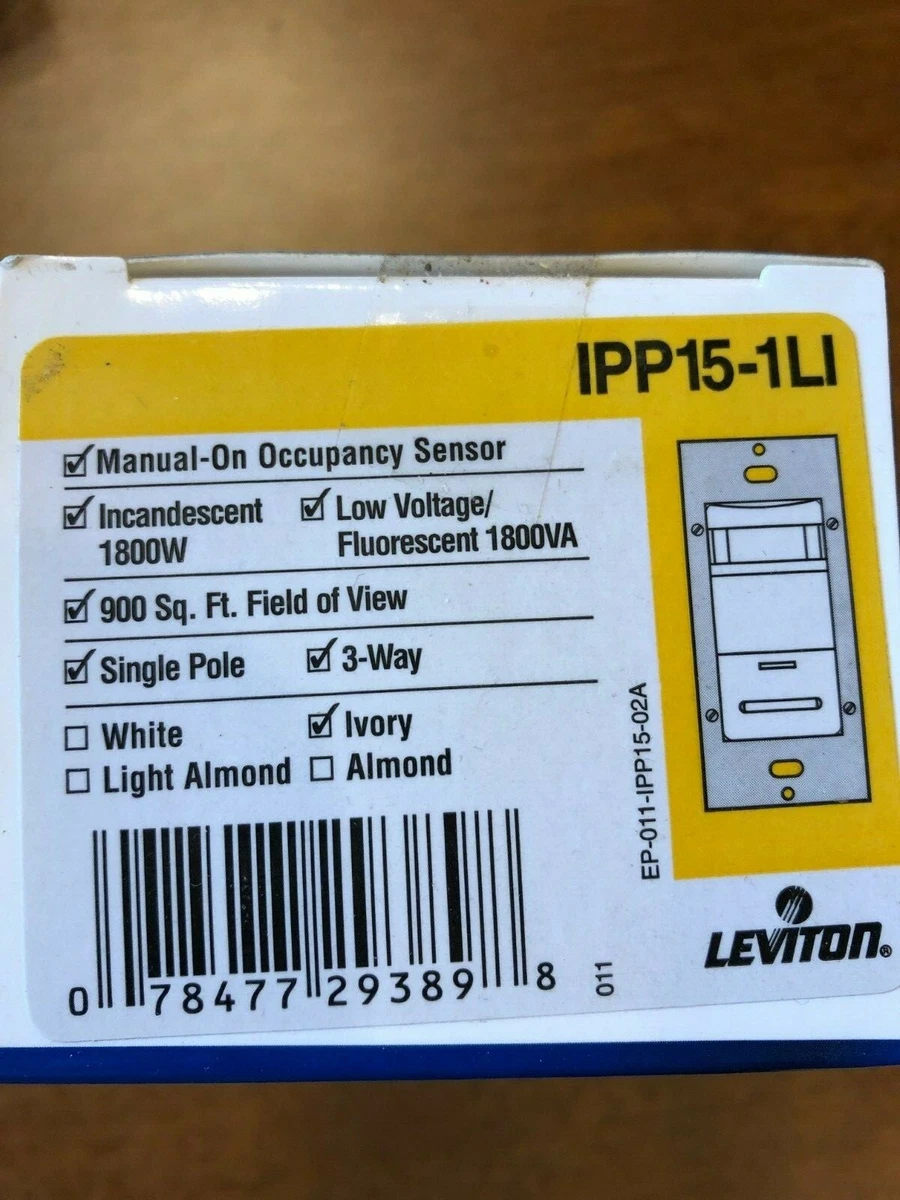 IPP15-1LI
☑ Manual-On Occupancy Sensor
☑ Incandescent 1800W
☑ Low Voltage/
Fluorescent 1800VA
☑ 900 Sq. Ft. Field of View
☑ Single Pole ☑ 3-Way
☐ White ☑ Ivory
☐ Light Almond ☐ Almond
EP-011-IPP15-02A
0 78477 29389 8
011
LEVITON®